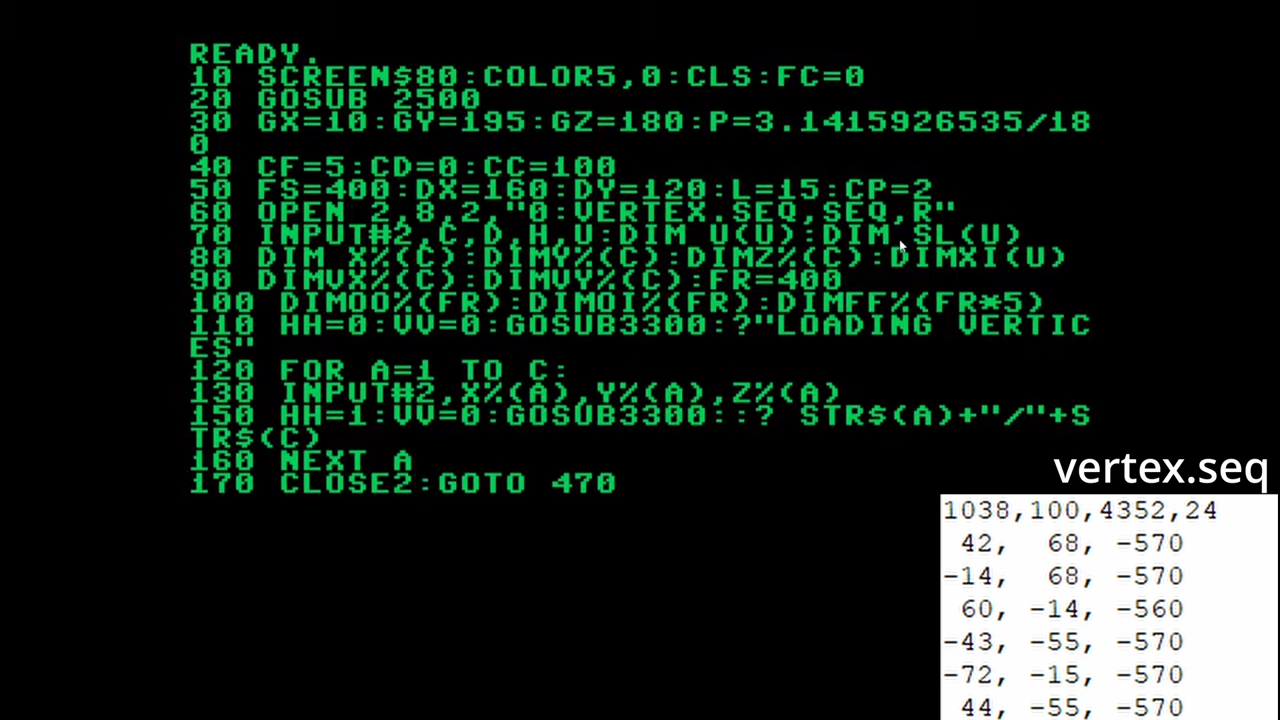 READY.
10 SCREEN$80:COLOR5,0:CLS:FC=0
20 GOSUB 2500
30 GX=10:GY=195:GZ=180:P=3.1415926535/18
0
40 CF=5:CD=0:CC=100
50 FS=400:DX=160:DY=120:L=15:CP=2
60 OPEN 2,8,2,"0:VERTEX.SEQ,SEQ,R"
70 INPUT#2,C,D,H,U:DIM U(U):DIM SL(U)
80 DIM X%(C):DIMY%(C):DIMZ%(C):DIMXI(U)
90 DIMVX%(C):DIMVY%(C):FR=400
100 DIMOO%(FR):DIMOI%(FR):DIMFF%(FR*5)
110 HH=0:VV=0:GOSUB3300:?"LOADING VERTIC
ES"
120 FOR A=1 TO C:
130 INPUT#2,X%(A),Y%(A),Z%(A)
150 HH=1:VV=0:GOSUB3300::? STR$(A)+"/"+S
TR$(C)
160 NEXT A
170 CLOSE2:GOTO 470
vertex.seq
1038,100,4352,24
42, 68, -570
-14, 68, -570
60, -14, -560
-43, -55, -570
-72, -15, -570
44, -55, -570